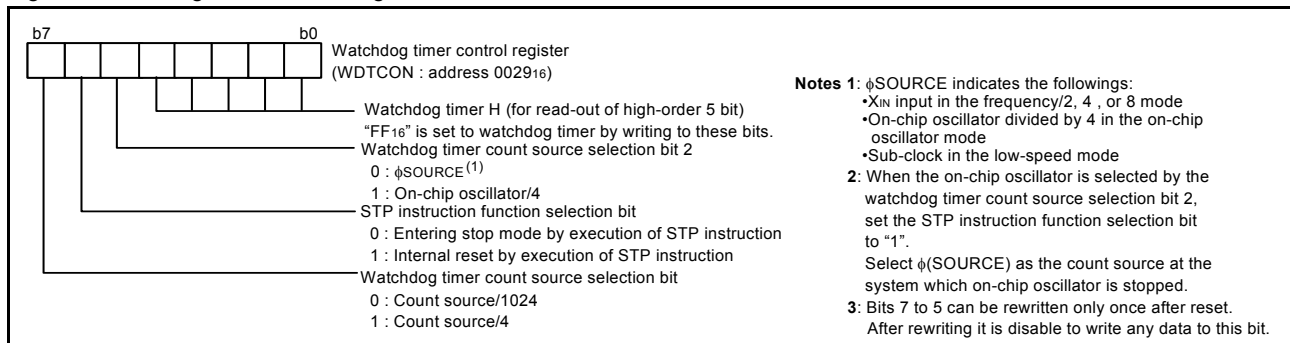 b7
b0
Watchdog timer control register
(WDTCON : address 0029₁₆)
Watchdog timer H (for read-out of high-order 5 bit)
“FF₁₆” is set to watchdog timer by writing to these bits.
Watchdog timer count source selection bit 2
0 : ϕSOURCE⁽¹⁾
1 : On-chip oscillator/4
STP instruction function selection bit
0 : Entering stop mode by execution of STP instruction
1 : Internal reset by execution of STP instruction
Watchdog timer count source selection bit
0 : Count source/1024
1 : Count source/4
Notes 1: ϕSOURCE indicates the followings:
•XIN input in the frequency/2, 4 , or 8 mode
•On-chip oscillator divided by 4 in the on-chip
oscillator mode
•Sub-clock in the low-speed mode
2: When the on-chip oscillator is selected by the
watchdog timer count source selection bit 2,
set the STP instruction function selection bit
to “1”.
Select ϕ(SOURCE) as the count source at the
system which on-chip oscillator is stopped.
3: Bits 7 to 5 can be rewritten only once after reset.
After rewriting it is disable to write any data to this bit.